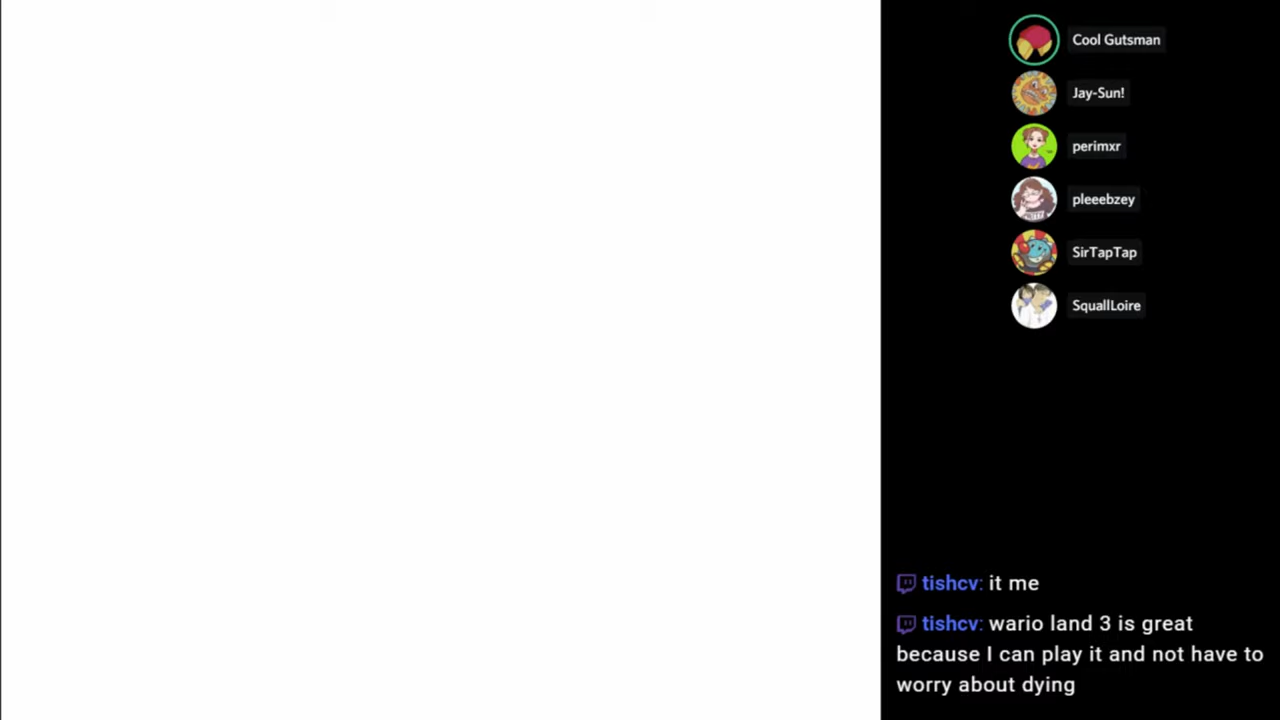 Cool Gutsman
Jay-Sun!
perimxr
pleeebzey
SirTapTap
SquallLoire
tishcv: it me
tishcv: wario land 3 is great
because I can play it and not have to
worry about dying